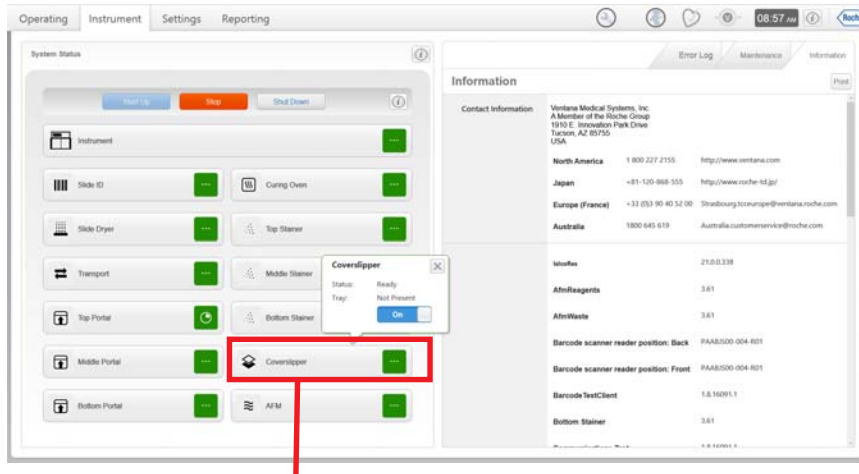 Operating Instrument Settings Reporting
08:57 AM
Roch
System Status
Error Log Maintenance Information
Information
Print
Start Up Stop Shut Down
Instrument
Slide ID
Curing Oven
Slide Dryer
Top Stainer
Transport
Middle Stainer
Top Portal
Bottom Stainer
Middle Portal
Coverslipper
Bottom Portal
AFM
Coverslipper
Status: Ready
Tray: Not Present
On
Contact Information
Ventana Medical Systems, Inc.
A Member of the Roche Group
1910 E. Innovation Park Drive
Tucson, AZ 85755
USA
North America 1 800 227 2155 http://www.ventana.com
Japan +81-120-868-555 http://www.roche-td.jp/
Europe (France) +33 (0)3 90 40 52 00 Strasbourg.tcceurope@ventana.roche.com
Australia 1800 645 619 Australia.customerservice@roche.com
21.0.0.338
AfmReagents 3.61
AfmWaste 3.61
Barcode scanner reader position: Back
Barcode scanner reader position: Front
BarcodeTestClient 1.8.16091.1
Bottom Stainer 3.61